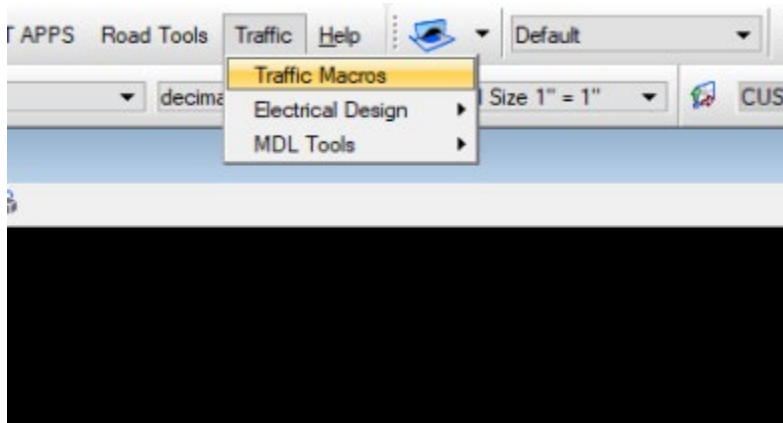 T APPS Road Tools Traffic Help Default
decima Size 1" = 1" CUS
Traffic Macros
Electrical Design
MDL Tools